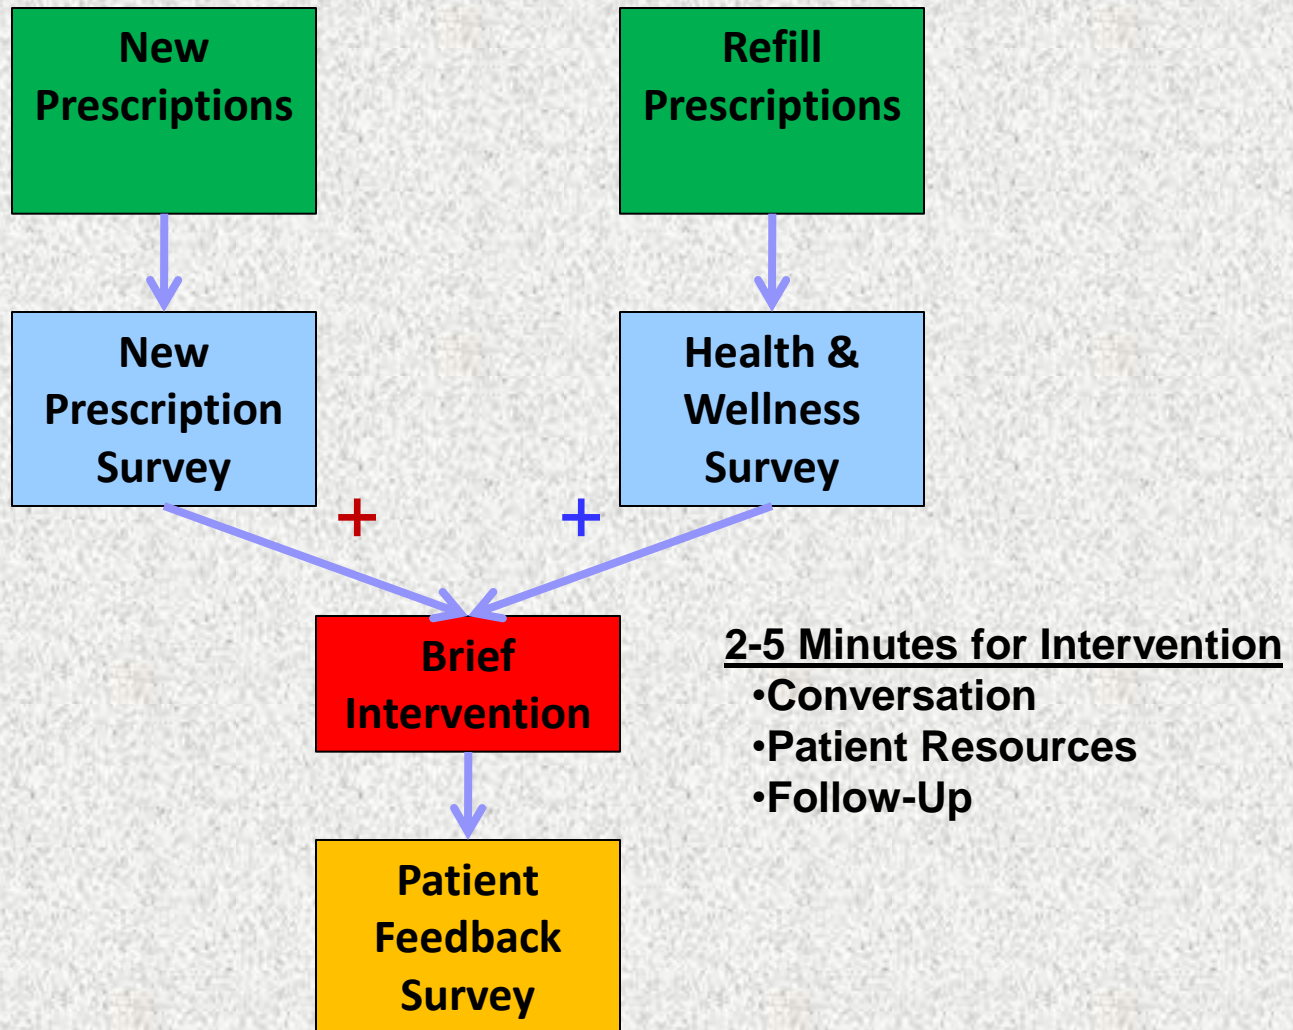 New
Prescriptions
Refill
Prescriptions
New
Prescription
Survey
Health &
Wellness
Survey
+
+
Brief
Intervention
2-5 Minutes for Intervention
•Conversation
•Patient Resources
•Follow-Up
Patient
Feedback
Survey